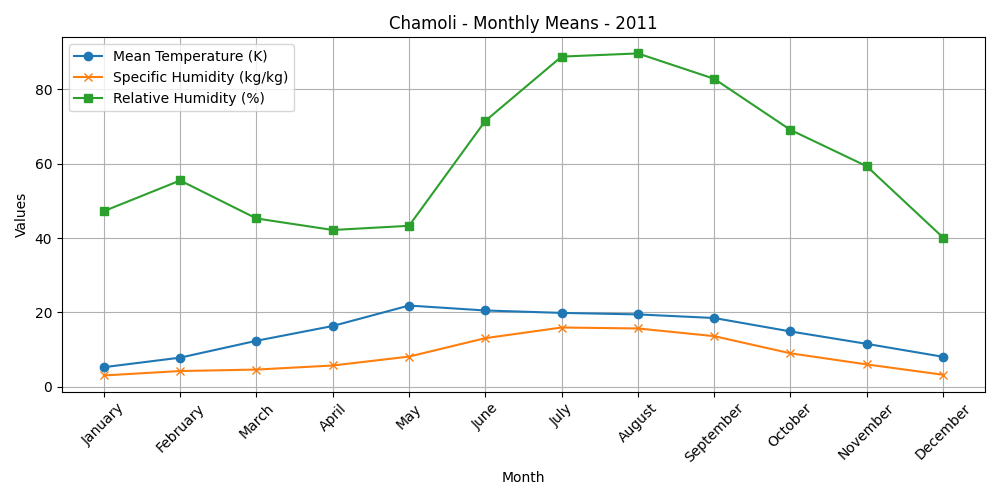 Chamoli - Monthly Means - 2011
Mean Temperature (K)
Specific Humidity (kg/kg)
Relative Humidity (%)
Values
80
60
40
20
0
January February March April May June July August September October November December
Month